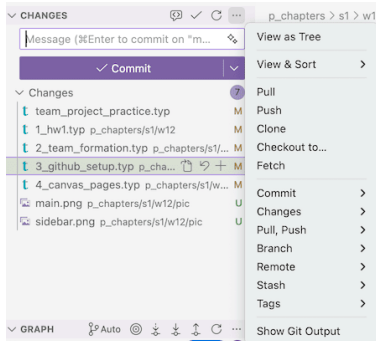 CHANGES
Message (⌘Enter to commit on "m...
Commit
Changes 7
team_project_practice.typ M
1_hw1.typ p_chapters/s1/w12 M
2_team_formation.typ p_chapters/s1/... M
3_github_setup.typ p_cha... M
4_canvas_pages.typ p_chapters/s1/w... M
main.png p_chapters/s1/w12/pic U
sidebar.png p_chapters/s1/w12/pic U
GRAPH Auto
p_chapters > s1 > w1
View as Tree
View & Sort
Pull
Push
Clone
Checkout to...
Fetch
Commit
Changes
Pull, Push
Branch
Remote
Stash
Tags
Show Git Output